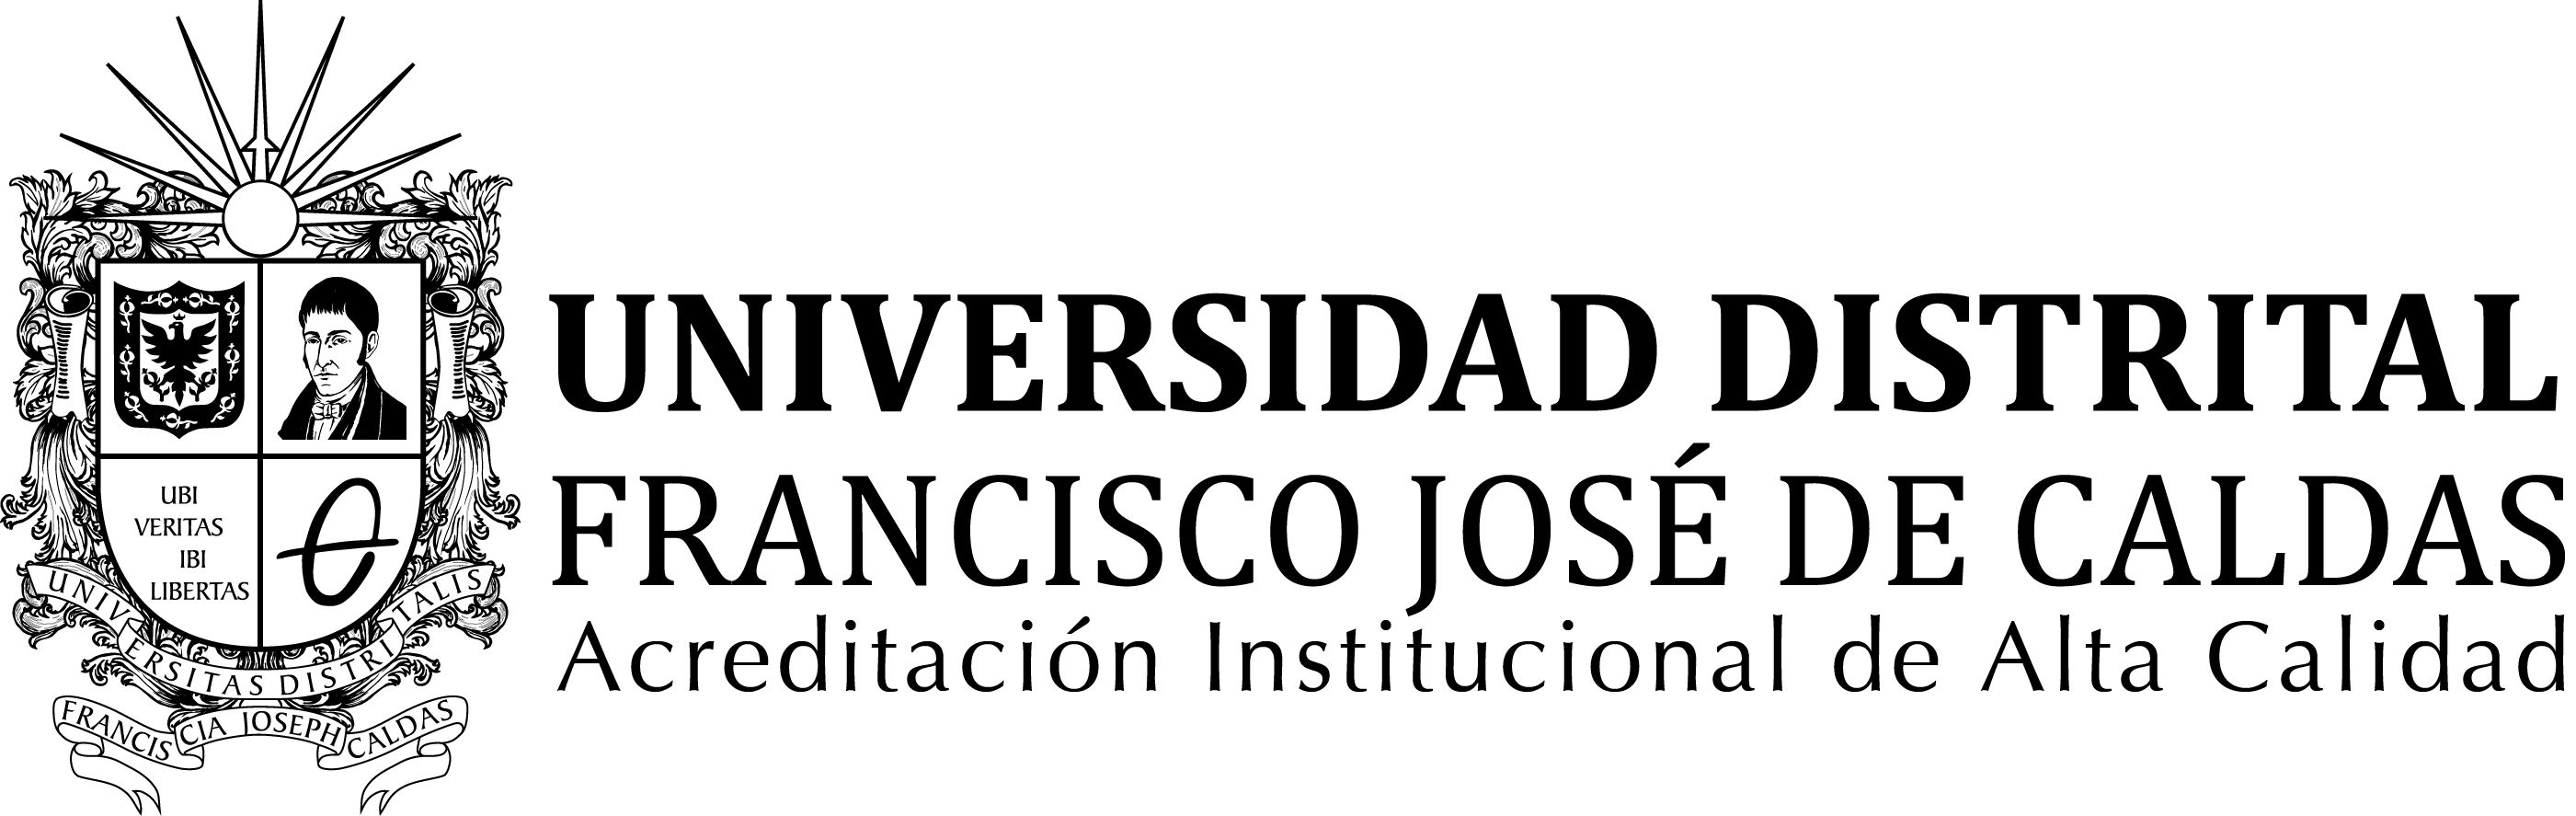 UBI
VERITAS
IBI
LIBERTAS
UNIVERSITAS DISTRITALIS
FRANCISCIA JOSEPH CALDAS
UNIVERSIDAD DISTRITAL
FRANCISCO JOSÉ DE CALDAS
Acreditación Institucional de Alta Calidad